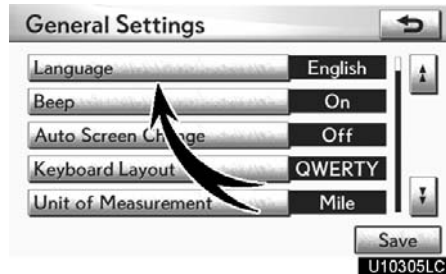 General Settings
Language English
Beep On
Auto Screen Change Off
Keyboard Layout QWERTY
Unit of Measurement Mile
Save
U10305LC